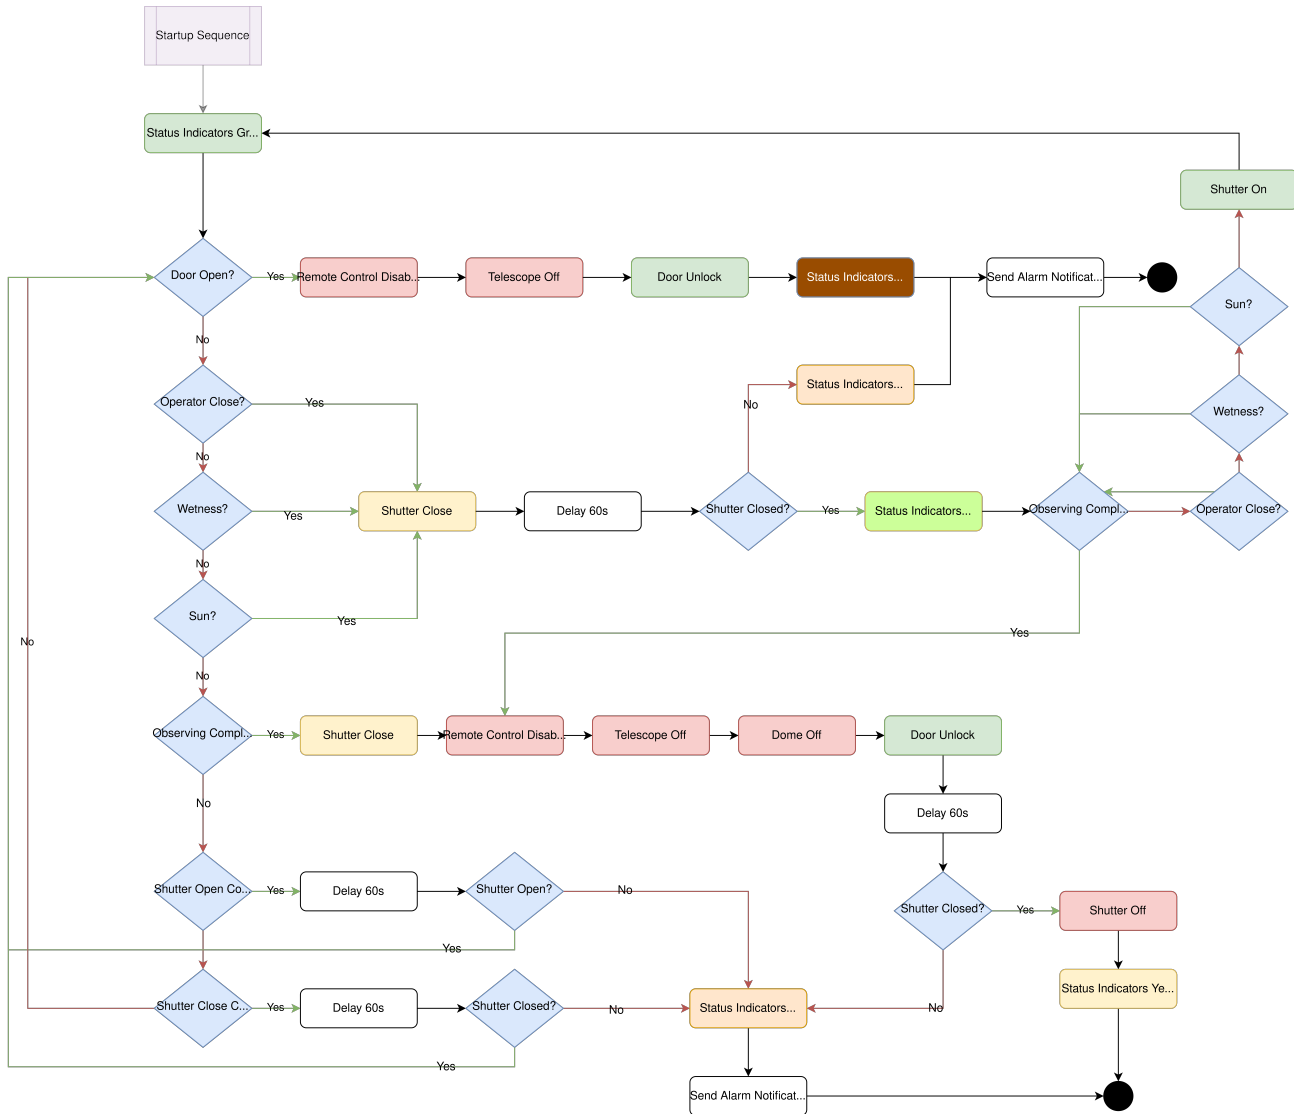 Startup Sequence
Status Indicators Gr...
Shutter On
Door Open?
Yes
Remote Control Disab...
Telescope Off
Door Unlock
Status Indicators...
Send Alarm Notificat...
Sun?
No
Operator Close?
Yes
Status Indicators...
No
Wetness?
No
Wetness?
Yes
Shutter Close
Delay 60s
Shutter Closed?
Yes
Status Indicators...
Observing Compl...
Operator Close?
No
Sun?
Yes
Yes
No
No
Observing Compl...
Yes
Shutter Close
Remote Control Disab...
Telescope Off
Dome Off
Door Unlock
No
Delay 60s
Shutter Open Co...
Yes
Delay 60s
Shutter Open?
No
Shutter Closed?
Yes
Shutter Off
Yes
Shutter Close C...
Yes
Delay 60s
Shutter Closed?
No
Status Indicators...
No
Status Indicators Ye...
Yes
Send Alarm Notificat...